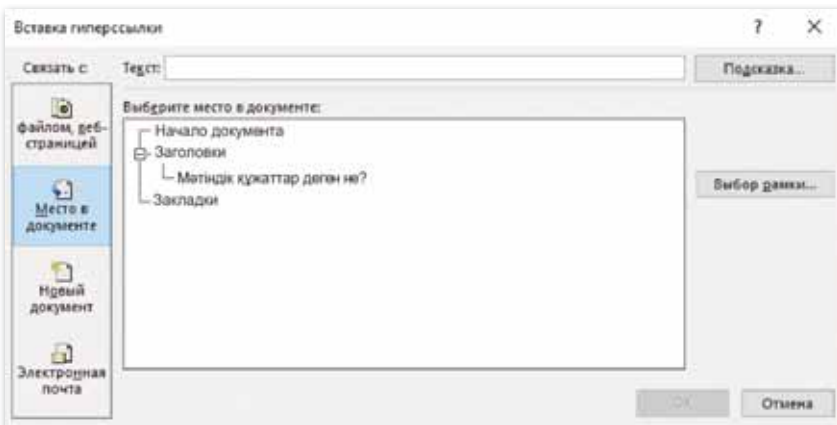 Вставка гиперссылки ? ✕
Связать с: Текст: Подсказка...
Выберите место в документе:
файлом, веб-
страницей
Место в
документе
Новый
документ
Электронная
почта
Начало документа
Заголовки
Мәтіндік құжаттар деген не?
Закладки
Выбор рамки...
ОК Отмена